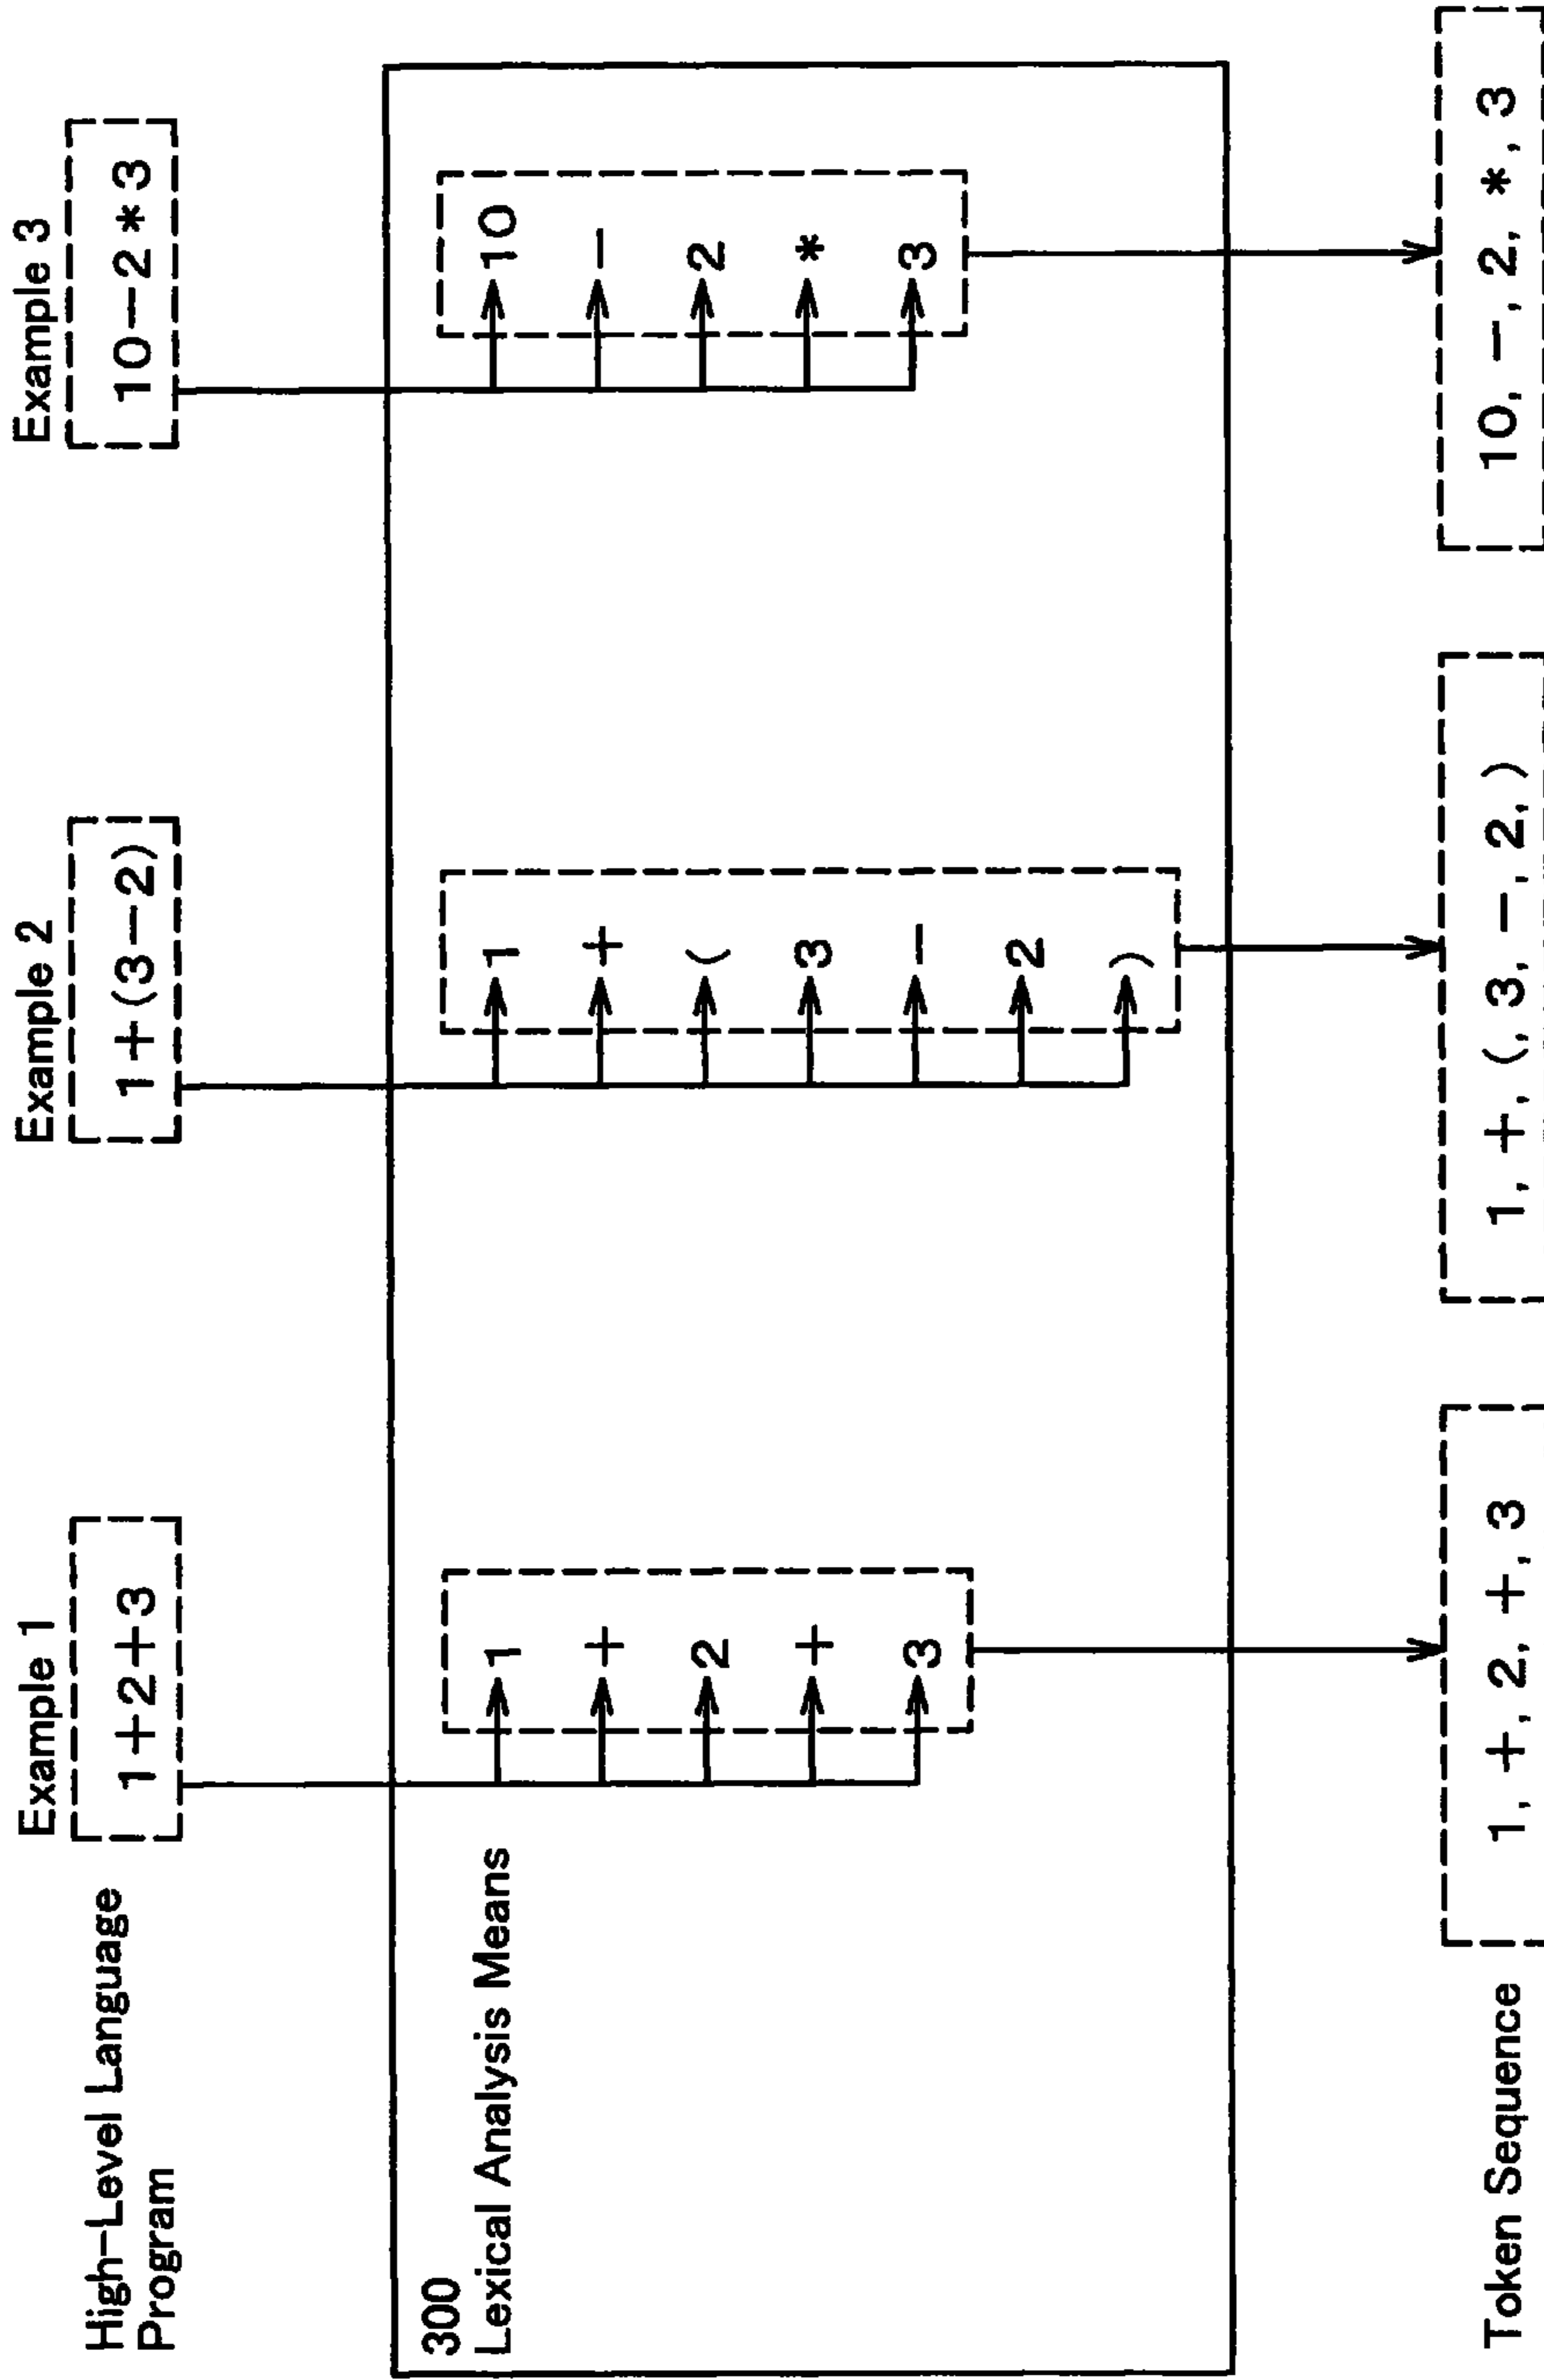 High-Level Language
Program
Example 1
1+2+3
Example 2
1+(3-2)
Example 3
10-2*3
300
Lexical Analysis Means
1
+
2
+
3
1
+
(
3
-
2
)
10
-
2
*
3
Token Sequence
1, +, 2, +, 3
1, +, (, 3, -, 2, )
10, -, 2, *, 3